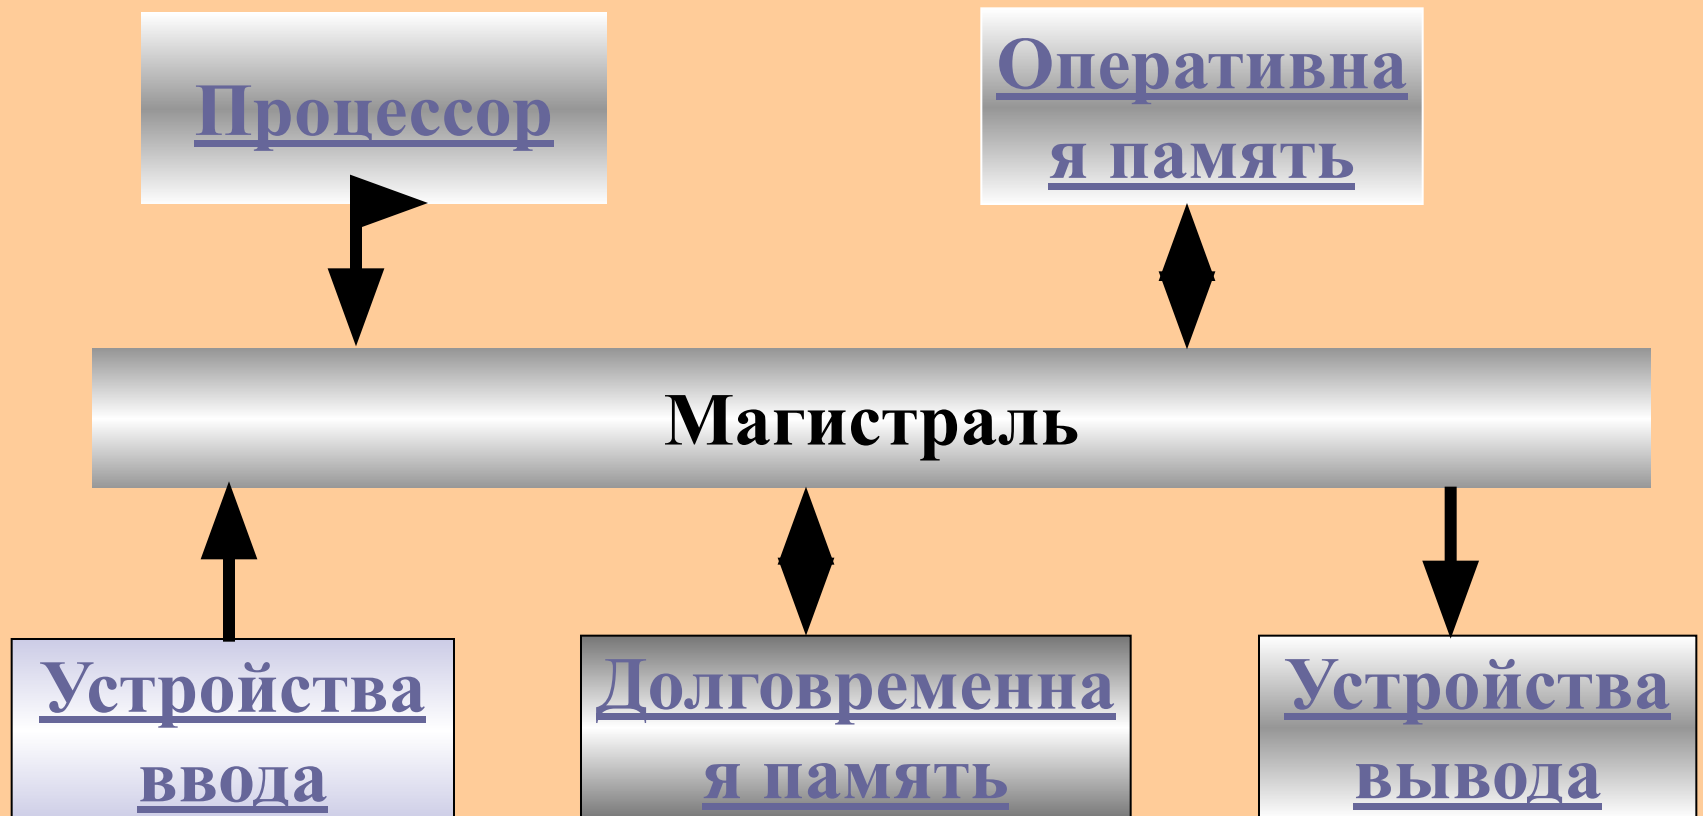 Процессор
Оперативна
я память
Магистраль
Устройства
ввода
Долговременна
я память
Устройства
вывода